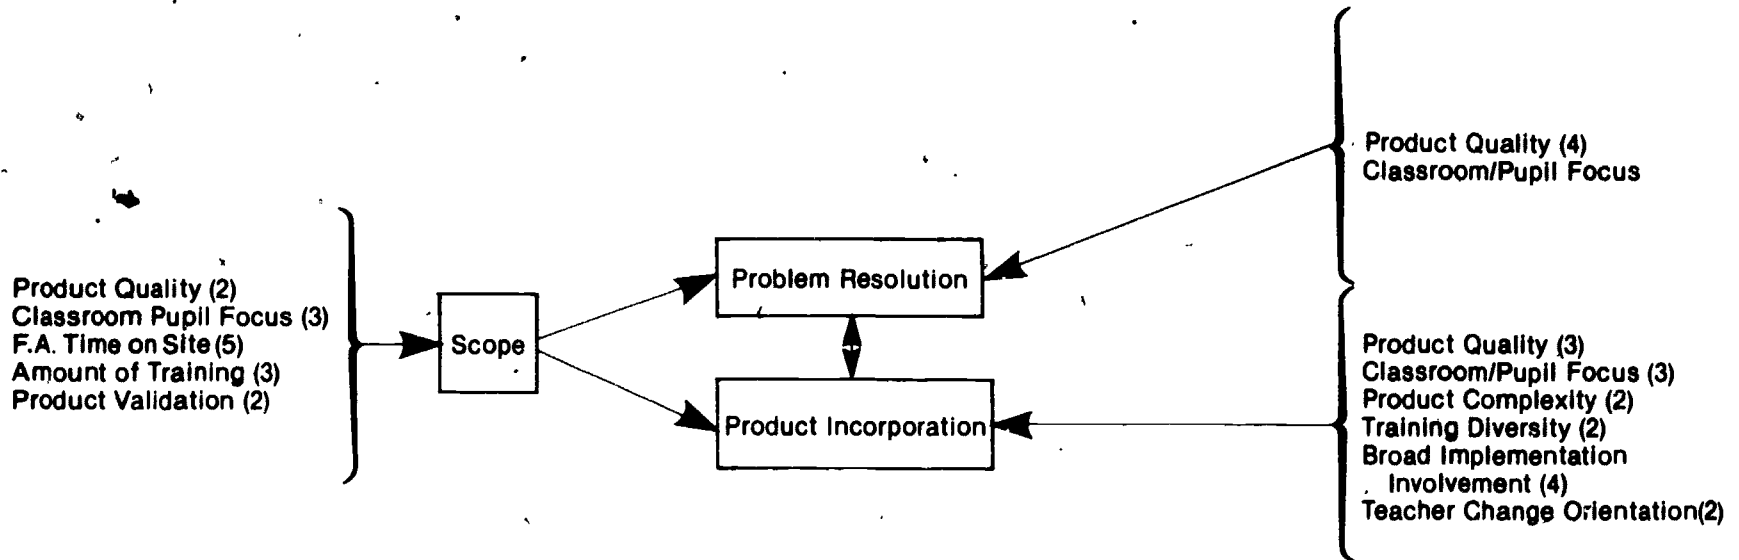 Product Quality (2)
Classroom Pupil Focus (3)
F.A. Time on Site (5)
Amount of Training (3)
Product Validation (2)
Scope
Problem Resolution
Product Incorporation
Product Quality (4)
Classroom/Pupil Focus
Product Quality (3)
Classroom/Pupil Focus (3)
Product Complexity (2)
Training Diversity (2)
Broad Implementation
Involvement (4)
Teacher Change Orientation(2)